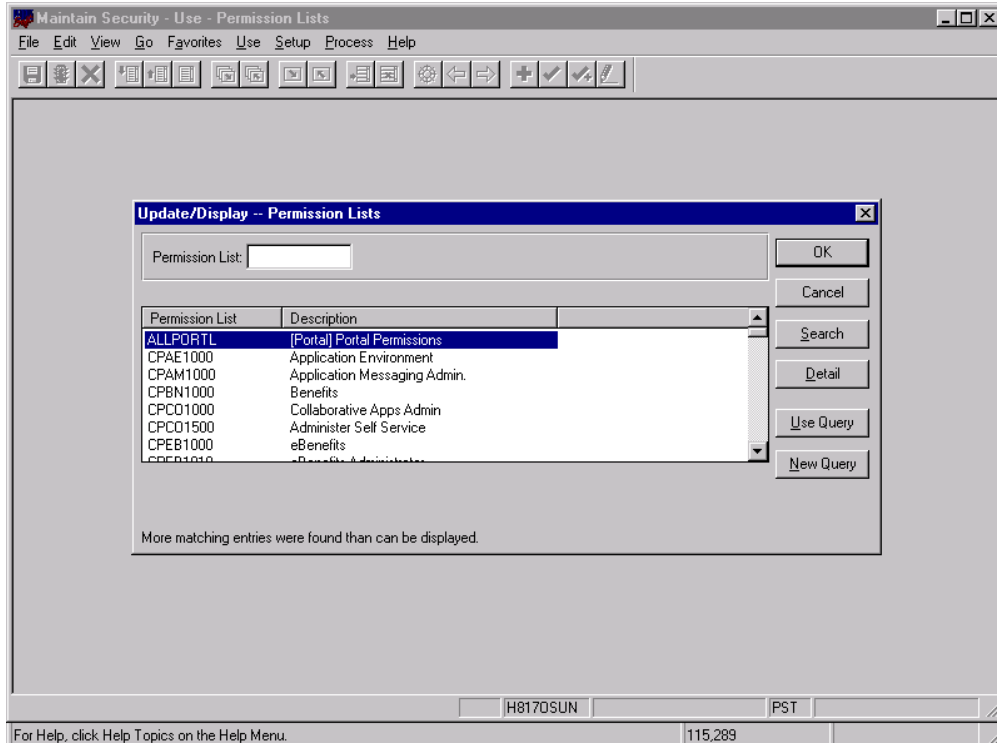 Maintain Security - Use - Permission Lists
File Edit View Go Favorites Use Setup Process Help
Update/Display -- Permission Lists
Permission List:
OK
Cancel
Search
Detail
Use Query
New Query
Permission List Description
ALLPORTL [Portal] Portal Permissions
CPAE1000 Application Environment
CPAM1000 Application Messaging Admin.
CPBN1000 Benefits
CPCO1000 Collaborative Apps Admin
CPCO1500 Administer Self Service
CPEB1000 eBenefits
CPEB1010 eBenefits Administrator
More matching entries were found than can be displayed.
H817OSUN PST
For Help, click Help Topics on the Help Menu. 115,289